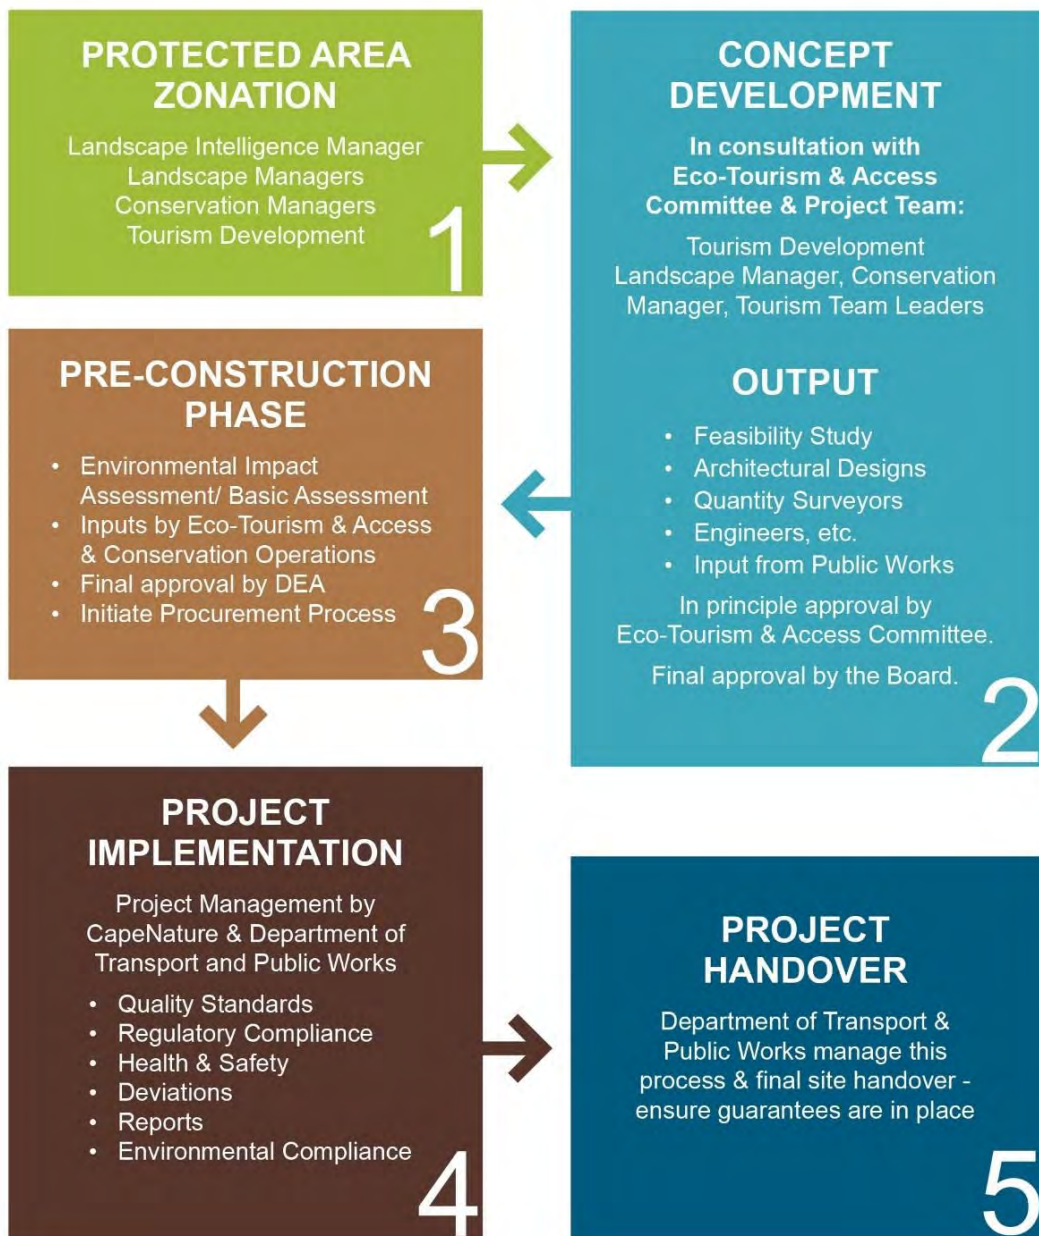 PROTECTED AREA
ZONATION
Landscape Intelligence Manager
Landscape Managers
Conservation Managers
Tourism Development
1
CONCEPT
DEVELOPMENT
In consultation with
Eco-Tourism & Access
Committee & Project Team:
Tourism Development
Landscape Manager, Conservation
Manager, Tourism Team Leaders
OUTPUT
• Feasibility Study
• Architectural Designs
• Quantity Surveyors
• Engineers, etc.
• Input from Public Works
In principle approval by
Eco-Tourism & Access Committee.
Final approval by the Board.
2
PRE-CONSTRUCTION
PHASE
• Environmental Impact
Assessment/ Basic Assessment
• Inputs by Eco-Tourism & Access
& Conservation Operations
• Final approval by DEA
• Initiate Procurement Process
3
PROJECT
IMPLEMENTATION
Project Management by
CapeNature & Department of
Transport and Public Works
• Quality Standards
• Regulatory Compliance
• Health & Safety
• Deviations
• Reports
• Environmental Compliance
4
PROJECT
HANDOVER
Department of Transport &
Public Works manage this
process & final site handover -
ensure guarantees are in place
5